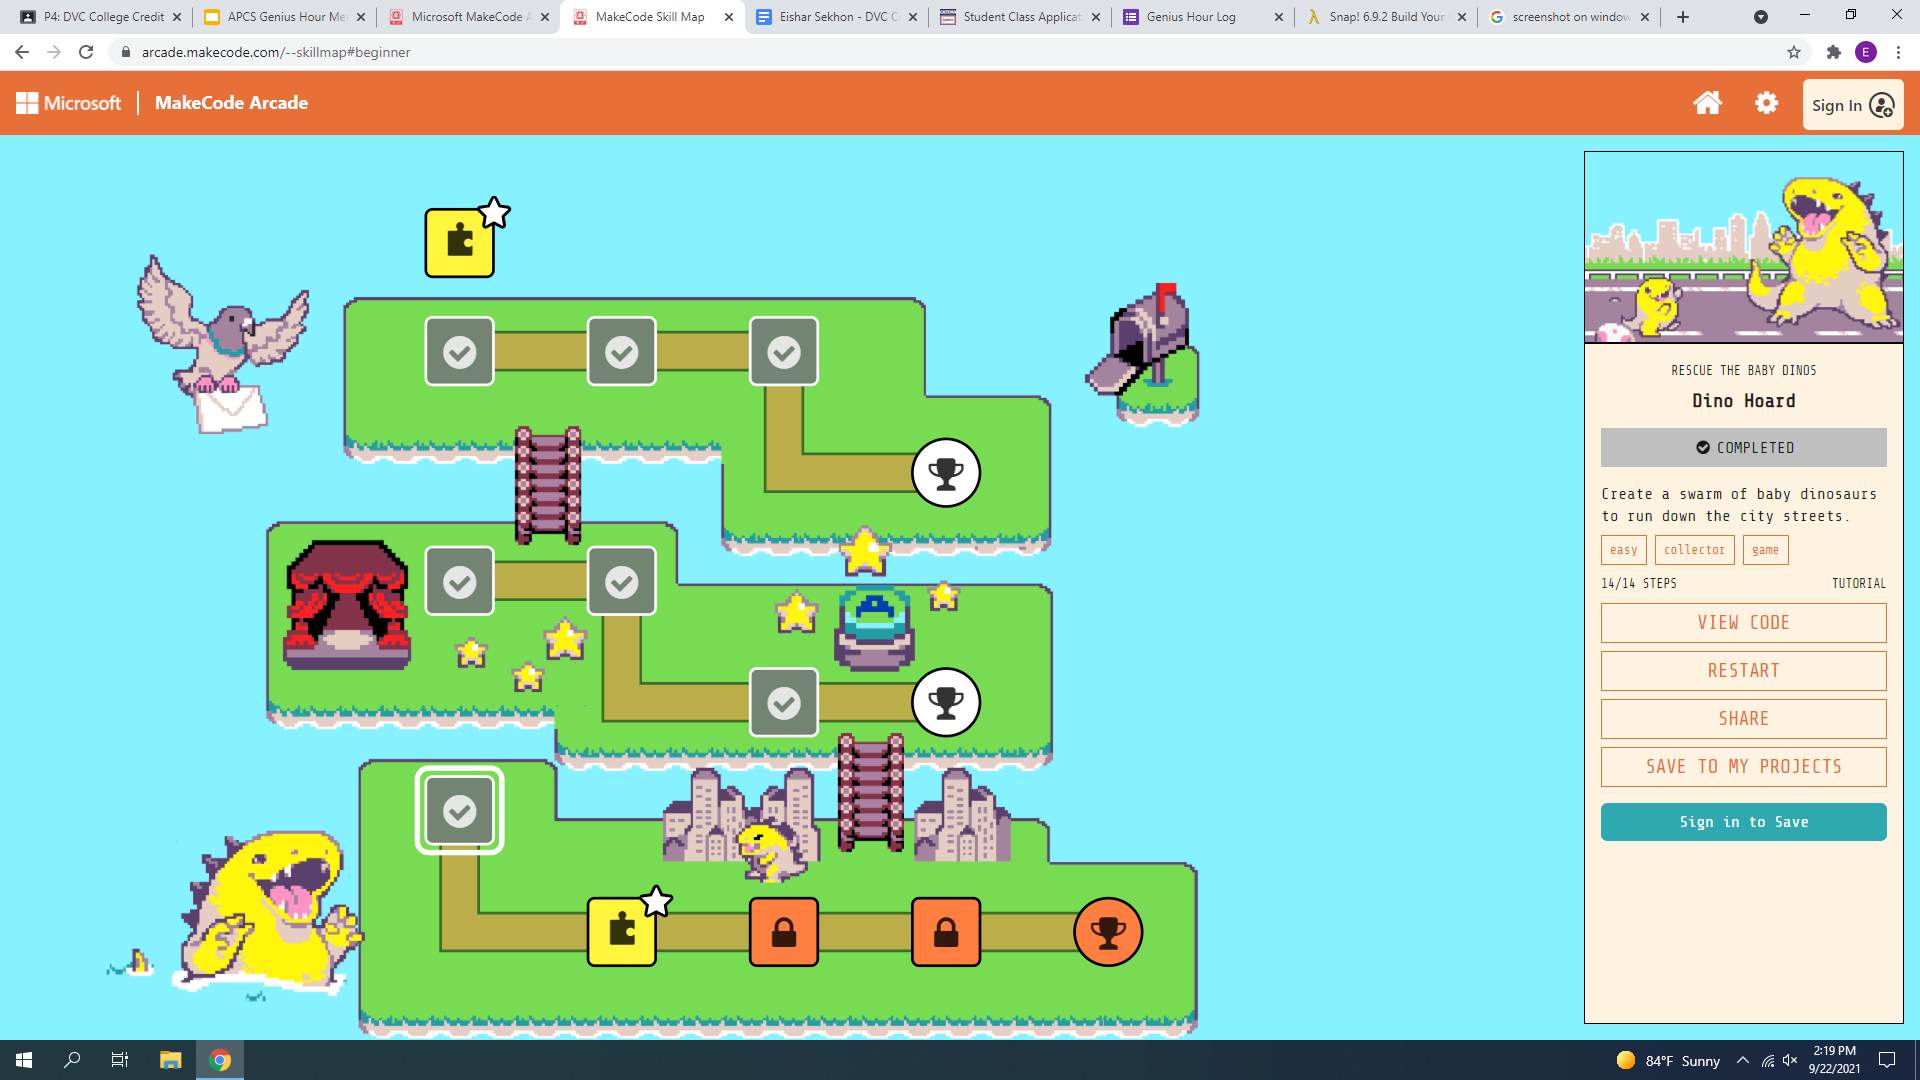 P4: DVC College Credit
APCS Genius Hour Me
Microsoft MakeCode A
MakeCode Skill Map
Eishar Sekhon - DVC C
Student Class Applicat
Genius Hour Log
Snap! 6.9.2 Build Your
screenshot on window
arcade.makecode.com/--skillmap#beginner
E
Microsoft
MakeCode Arcade
Sign In
RESCUE THE BABY DINOS
Dino Hoard
COMPLETED
Create a swarm of baby dinosaurs
to run down the city streets.
easy
collector
game
14/14 STEPS
TUTORIAL
VIEW CODE
RESTART
SHARE
SAVE TO MY PROJECTS
Sign in to Save
84°F Sunny
2:19 PM
9/22/2021